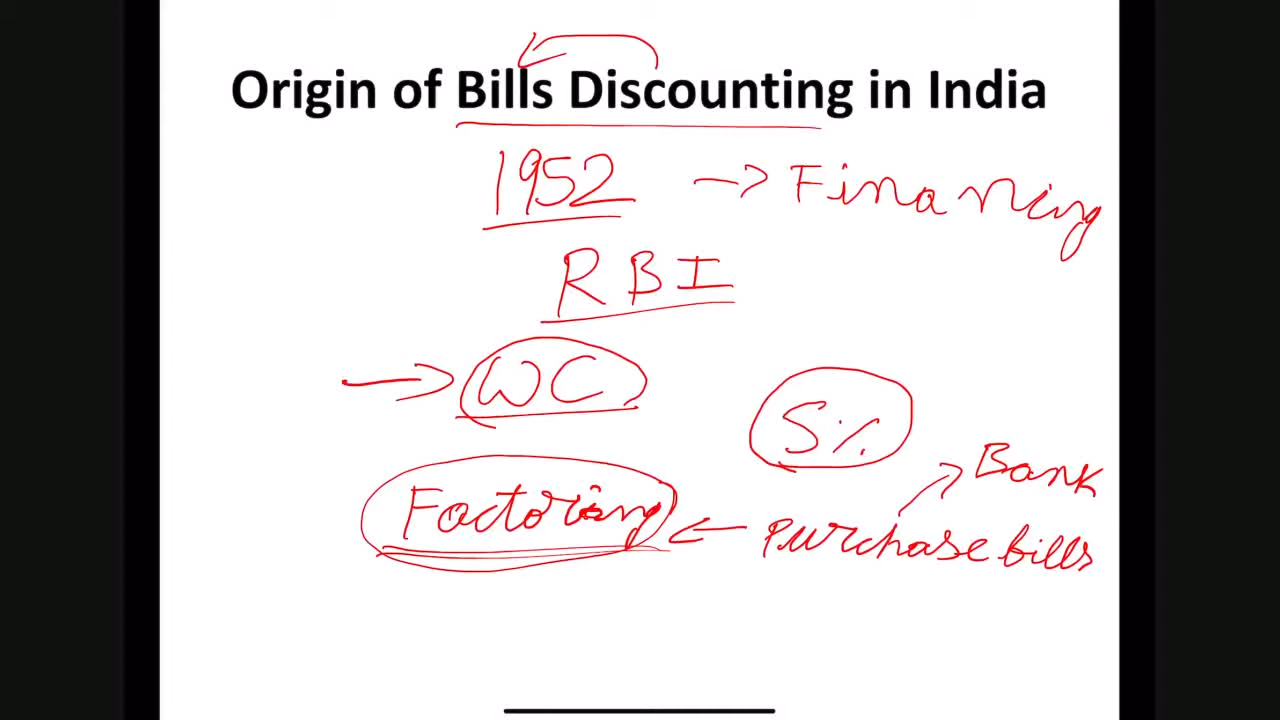 Origin of Bills Discounting in India
1952 → Financing
RBI
→ WC
5%
Bank
Factoring ← Purchase bills